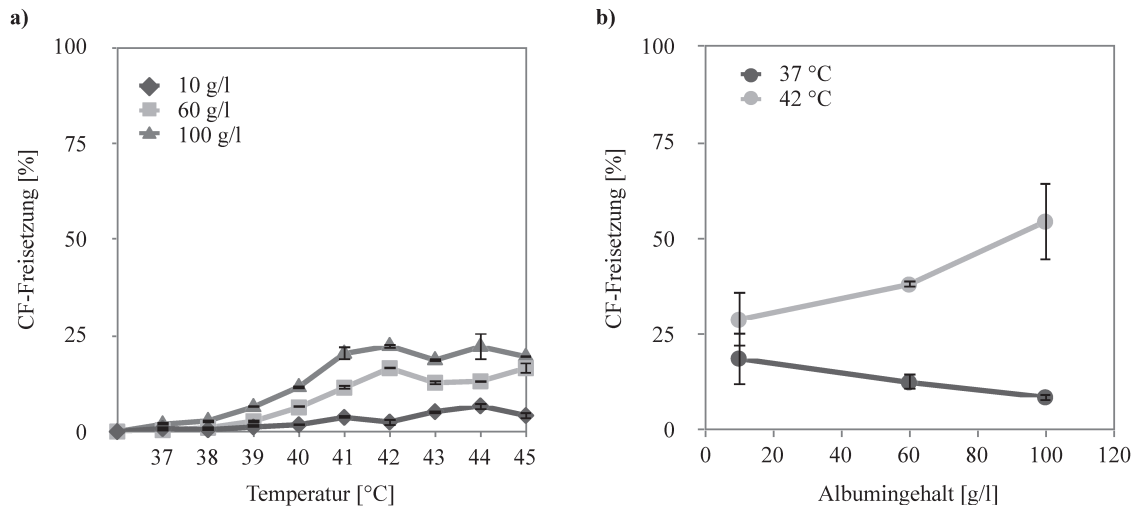 a)
100
75
50
25
0
CF-Freisetzung [%]
10 g/l
60 g/l
100 g/l
37 38 39 40 41 42 43 44 45
Temperatur [°C]
b)
100
75
50
25
0
CF-Freisetzung [%]
37 °C
42 °C
0 20 40 60 80 100 120
Albumingehalt [g/l]